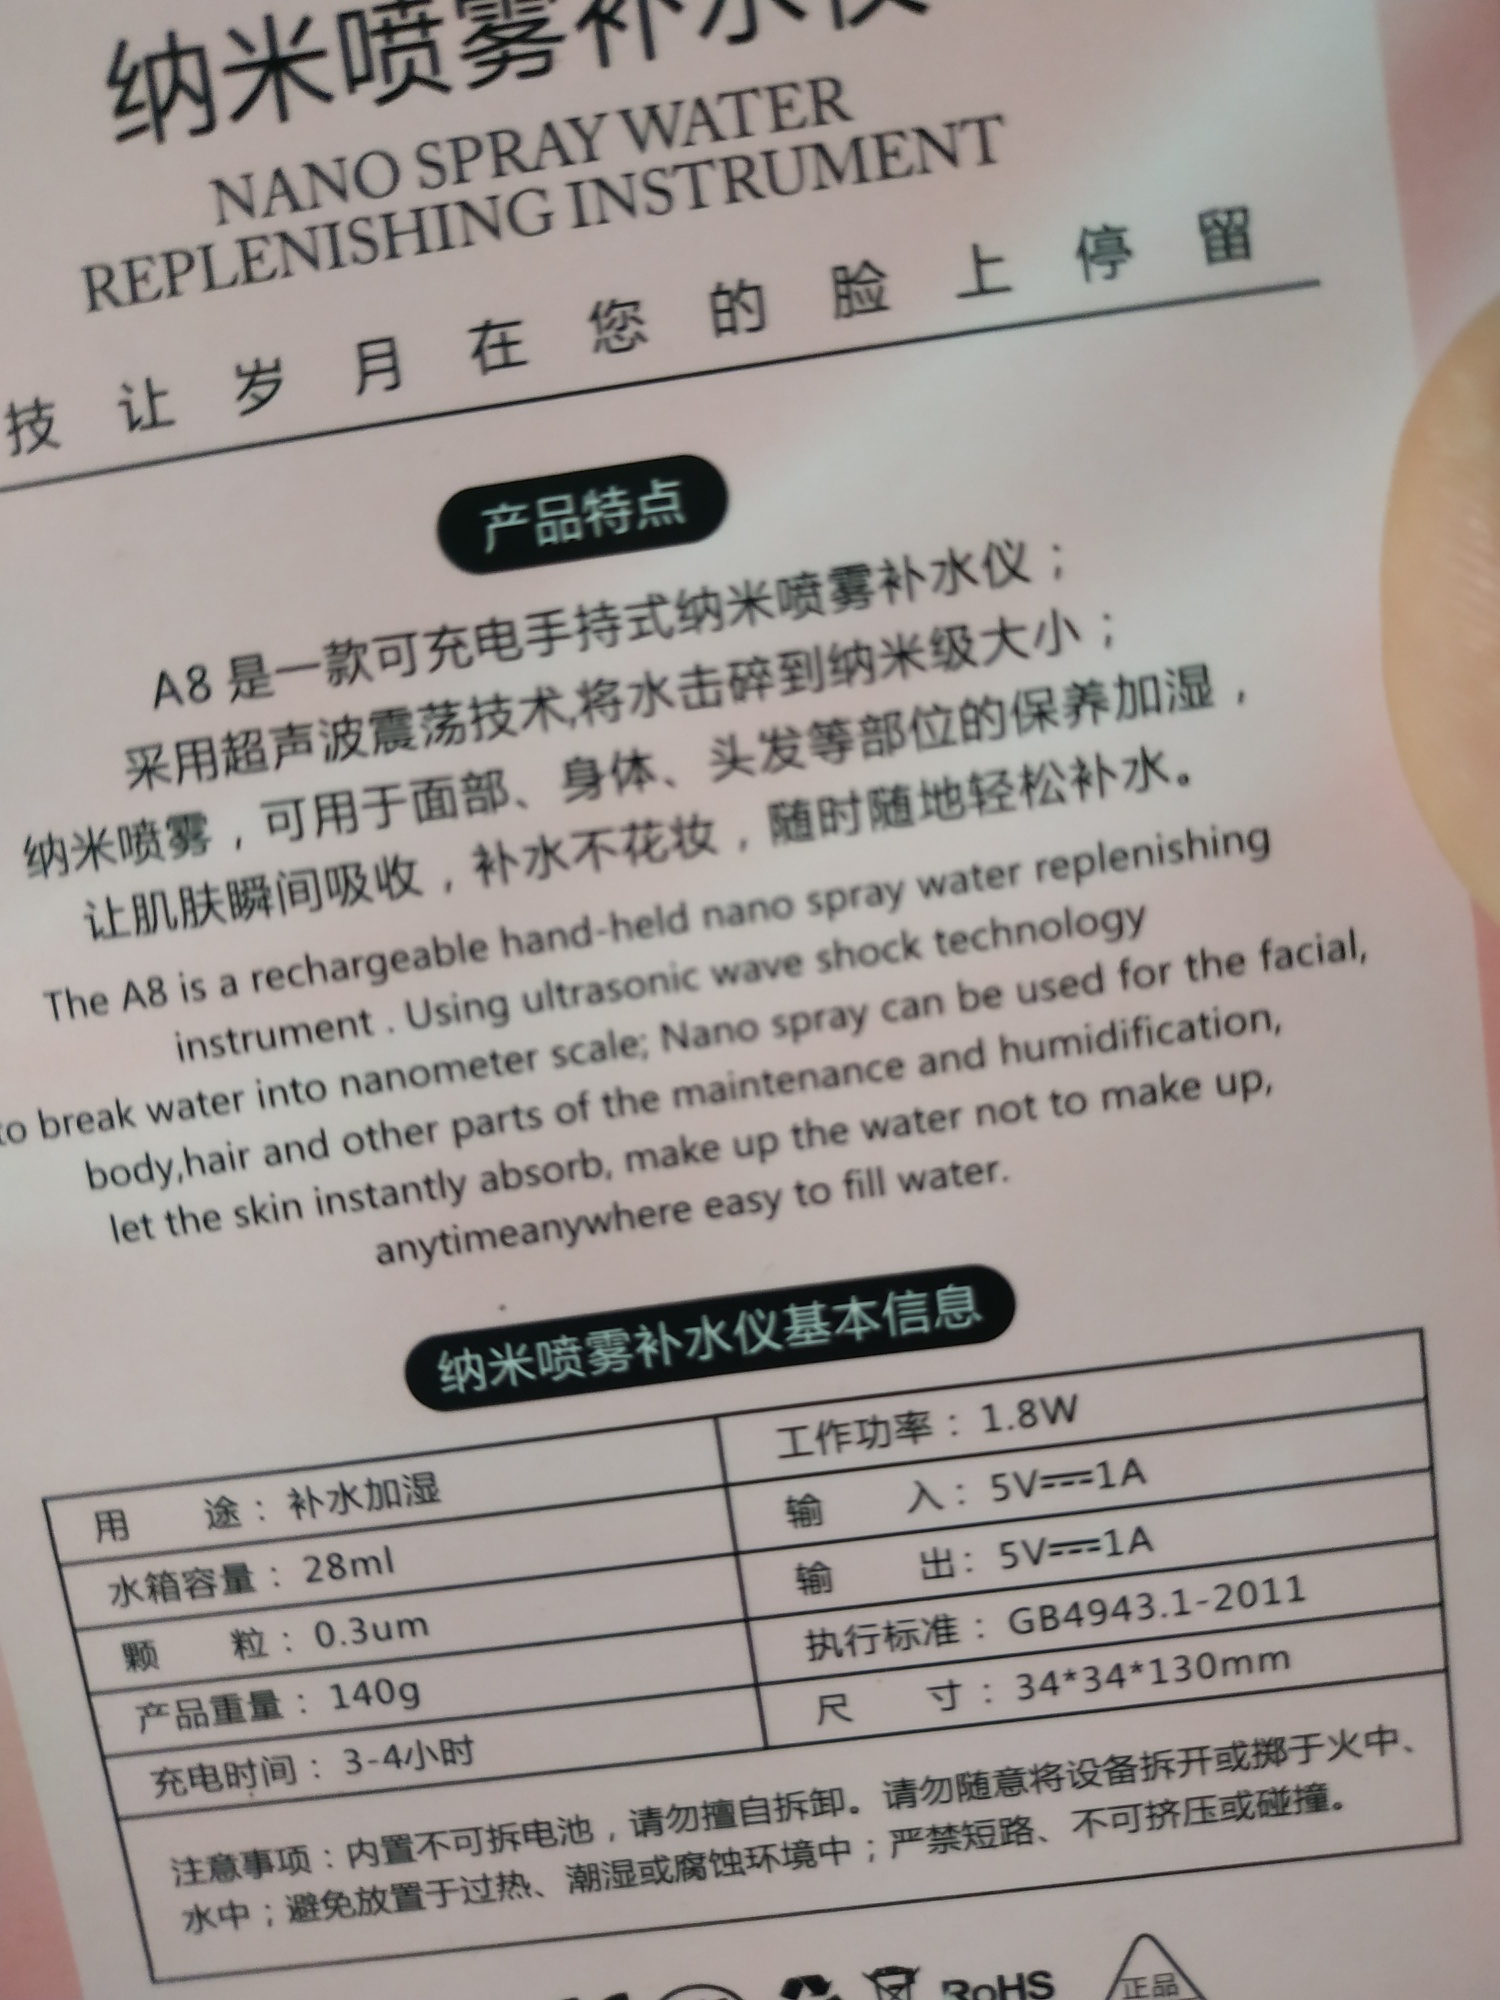 纳米喷雾补水仪
NANO SPRAY WATER
REPLENISHING INSTRUMENT
技让岁月在您的脸上停留
产品特点
A8 是一款可充电手持式纳米喷雾补水仪；
采用超声波震荡技术,将水击碎到纳米级大小；
纳米喷雾，可用于面部、身体、头发等部位的保养加湿，
让肌肤瞬间吸收，补水不花妆，随时随地轻松补水。
The A8 is a rechargeable hand-held nano spray water replenishing
instrument . Using ultrasonic wave shock technology
to break water into nanometer scale; Nano spray can be used for the facial,
body,hair and other parts of the maintenance and humidification,
let the skin instantly absorb, make up the water not to make up,
anytimeanywhere easy to fill water.
纳米喷雾补水仪基本信息
用途：补水加湿
工作功率：1.8W
水箱容量：28ml
输入：5V⎓1A
颗粒：0.3um
输出：5V⎓1A
产品重量：140g
执行标准：GB4943.1-2011
充电时间：3-4小时
尺寸：34*34*130mm
注意事项：内置不可拆电池，请勿擅自拆卸。请勿随意将设备拆开或掷于火中、
水中；避免放置于过热、潮湿或腐蚀环境中；严禁短路、不可挤压或碰撞。
RoHS
正品